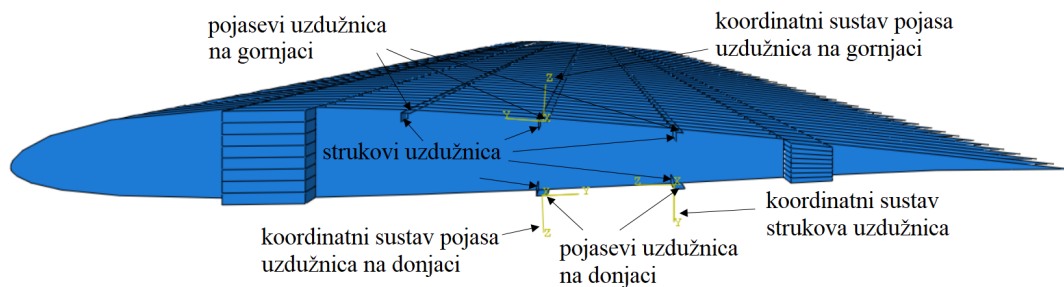 pojasevi uzdužnica
na gornjaci
koordinatni sustav pojasa
uzdužnica na gornjaci
Z
Y
X
strukovi uzdužnica
Z
X
Y
Y
Z
koordinatni sustav pojasa
uzdužnica na donjaci
pojasevi uzdužnica
na donjaci
koordinatni sustav
strukova uzdužnica